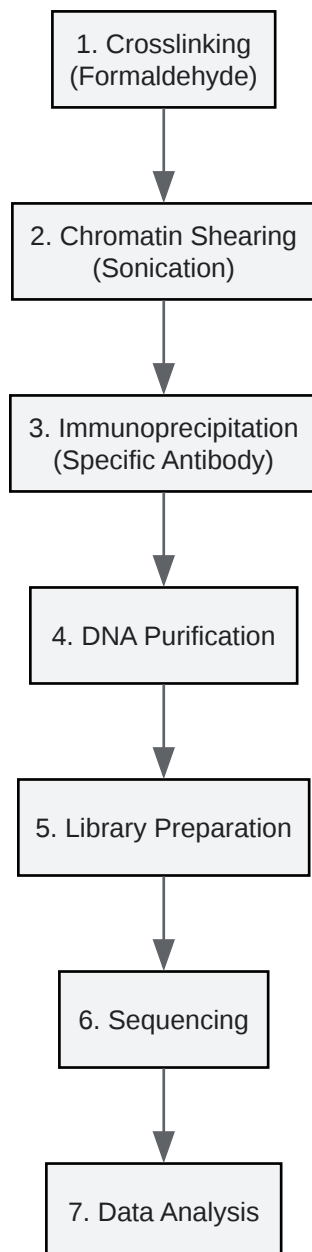 1. Crosslinking
(Formaldehyde)
2. Chromatin Shearing
(Sonication)
3. Immunoprecipitation
(Specific Antibody)
4. DNA Purification
5. Library Preparation
6. Sequencing
7. Data Analysis